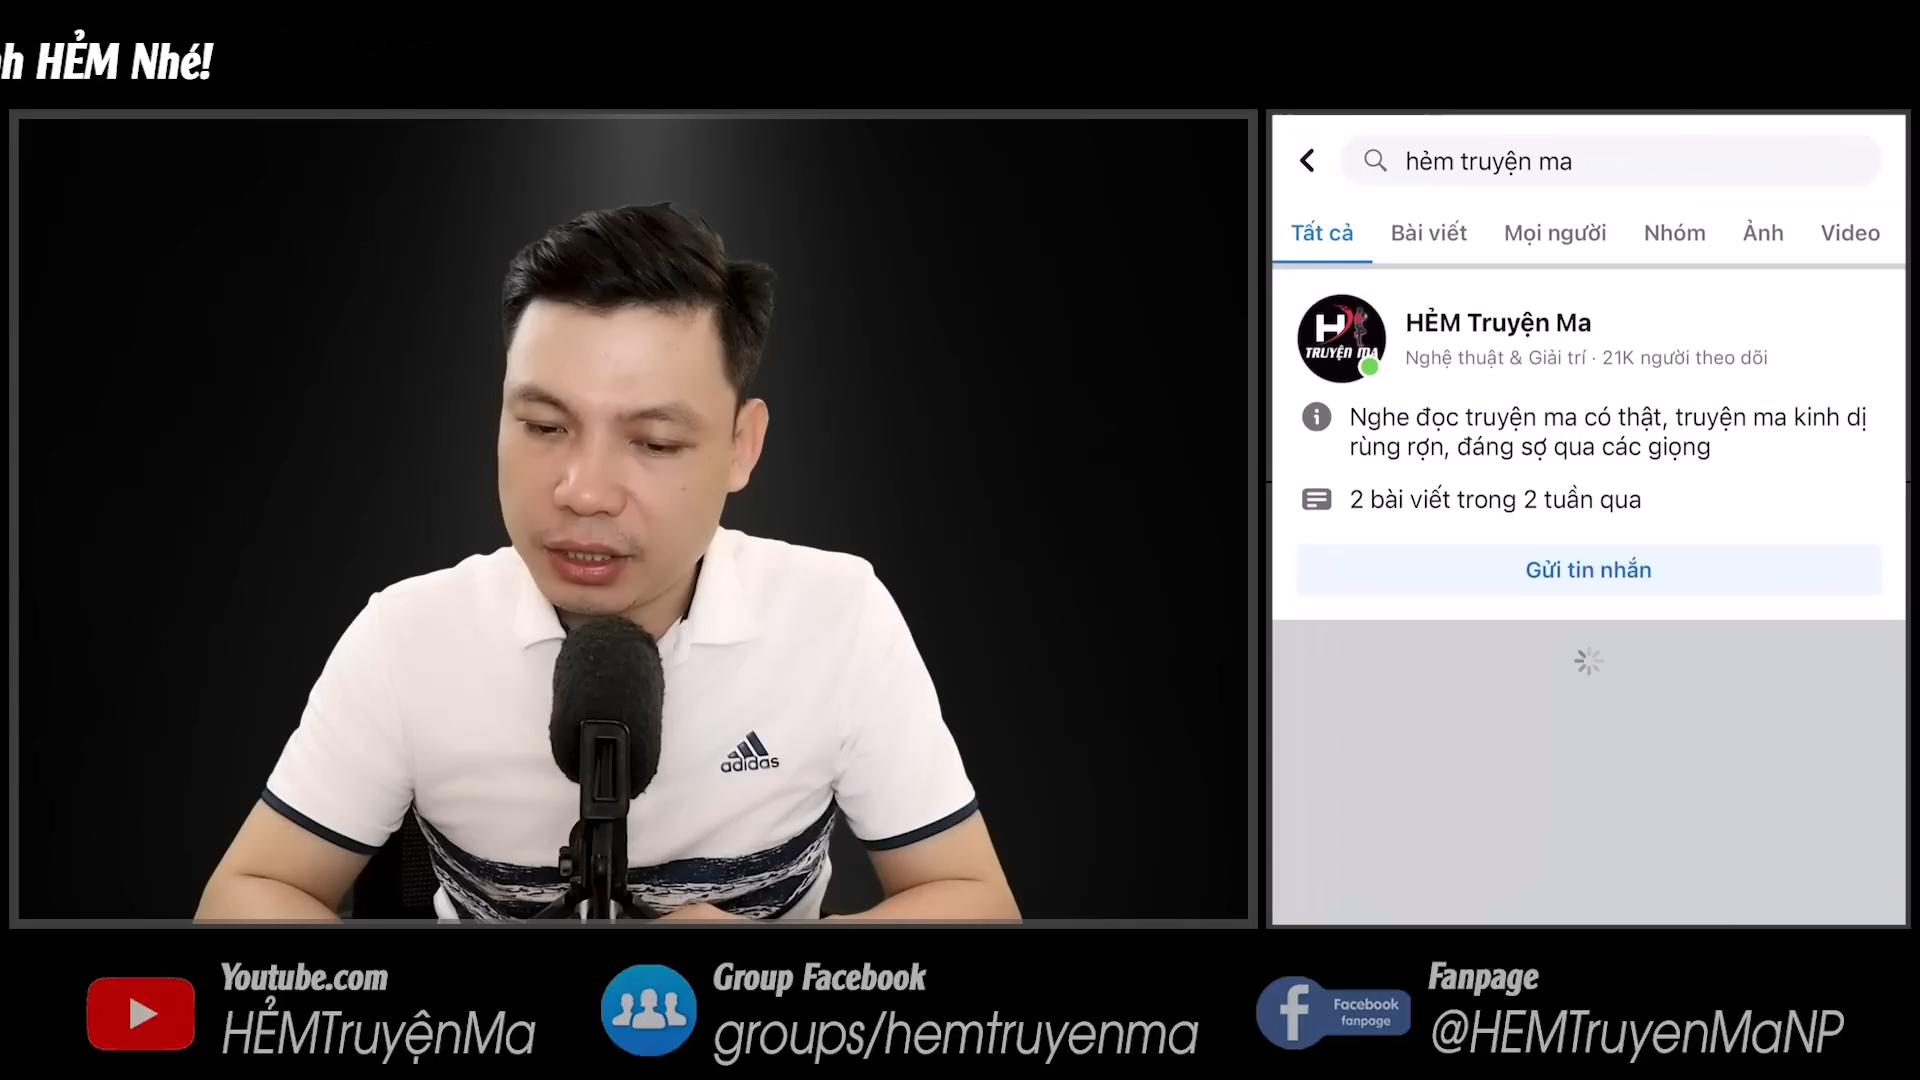 h HẺM Nhé!
hẻm truyện ma
Tất cả
Bài viết
Mọi người
Nhóm
Ảnh
Video
H
TRUYỆN MA
HẺM Truyện Ma
Nghệ thuật & Giải trí · 21K người theo dõi
Nghe đọc truyện ma có thật, truyện ma kinh dị
rùng rợn, đáng sợ qua các giọng
2 bài viết trong 2 tuần qua
Gửi tin nhắn
adidas
Youtube.com
HẺMTruyệnMa
Group Facebook
groups/hemtruyenma
Facebook
fanpage
Fanpage
@HEMTruyenMaNP